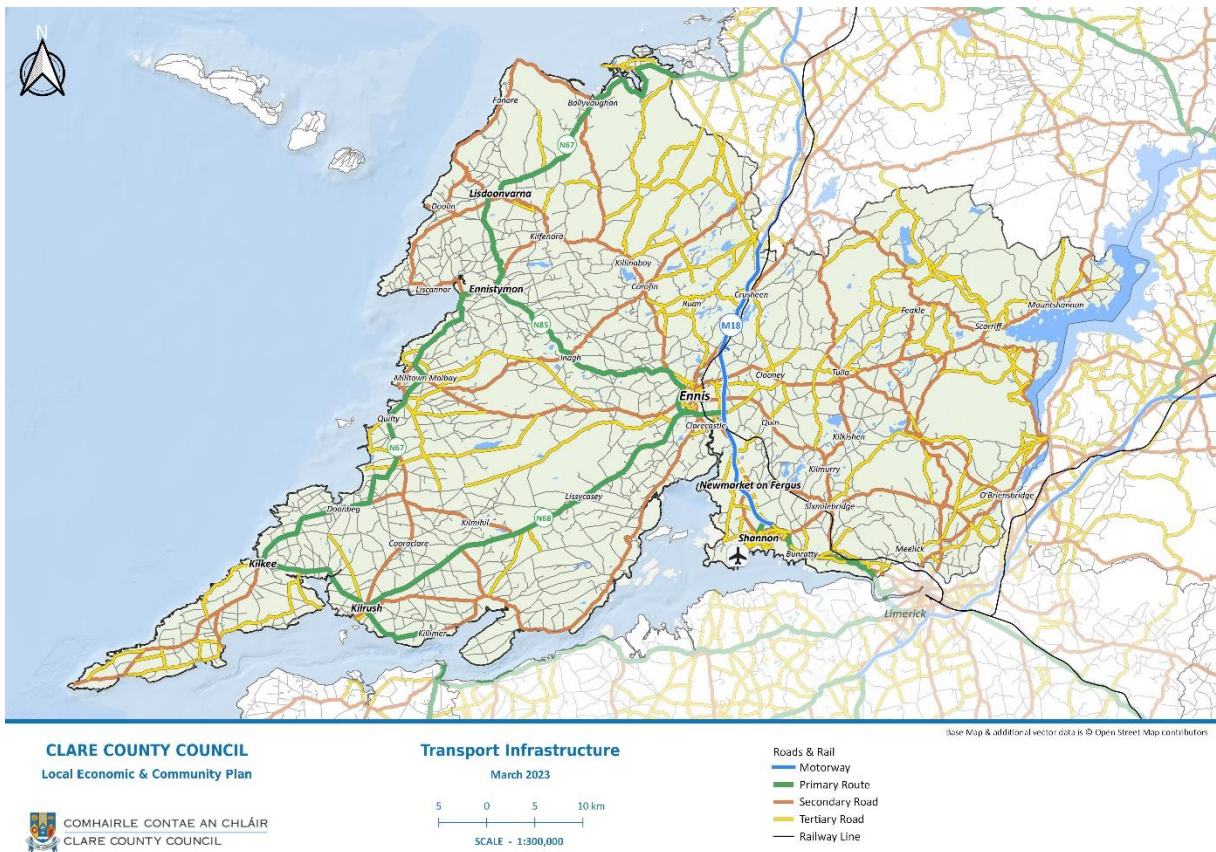 N
Fanore
Ballyvaughan
N67
Lisdoonvarna
Doolin
Kilfenora
Killinaboy
Corofin
Liscannor
Ennistymon
Ruan
Crusheen
Mountshannon
Feakle
Scarriff
N85
M18
Inagh
Clooney
Tulla
Milltown Malbay
Ennis
Quilty
Clarecastle
Quin
Kilkishen
N67
Kilmurry
Newmarket on Fergus
O'Briensbridge
Lissycasey
Sixmilebridge
Doonbeg
N68
Kilmihil
Shannon
Cooraclare
Bunratty
Meelick
Kilkee
Kilrush
Limerick
Killimer
Base Map & additional vector data is © Open Street Map contributors
CLARE COUNTY COUNCIL
Local Economic & Community Plan
COMHAIRLE CONTAE AN CHLÁIR
CLARE COUNTY COUNCIL
Transport Infrastructure
March 2023
5 0 5 10 km
SCALE - 1:300,000
Roads & Rail
Motorway
Primary Route
Secondary Road
Tertiary Road
Railway Line